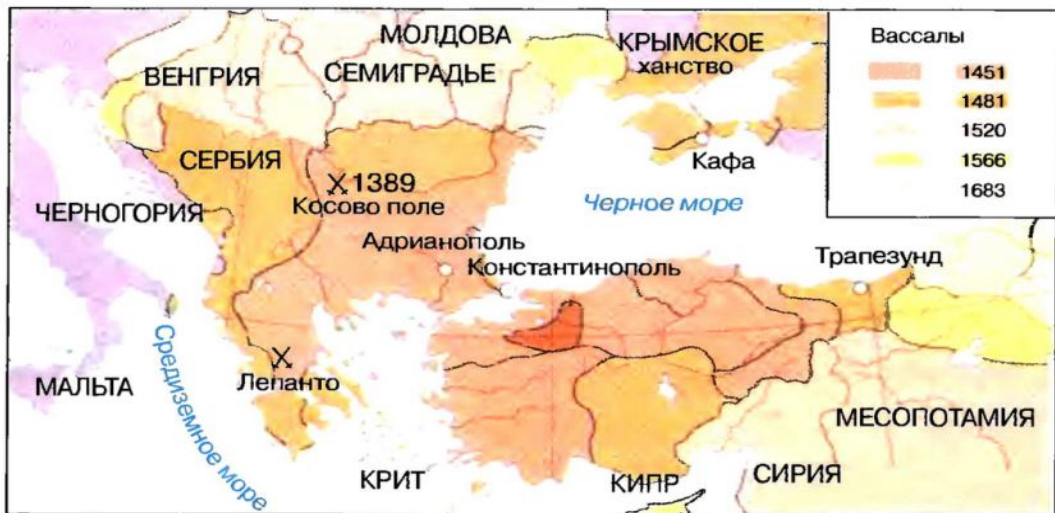 МОЛДОВА
КРЫМСКОЕ
ханство
ВЕНГРИЯ
СЕМИГРАДЬЕ
СЕРБИЯ
Кафа
1389
Косово поле
ЧЕРНОГОРИЯ
Черное море
Адрианополь
Константинополь
Трапезунд
Средиземное море
Лепанто
МАЛЬТА
МЕСОПОТАМИЯ
КРИТ
КИПР
СИРИЯ
Вассалы
1451
1481
1520
1566
1683